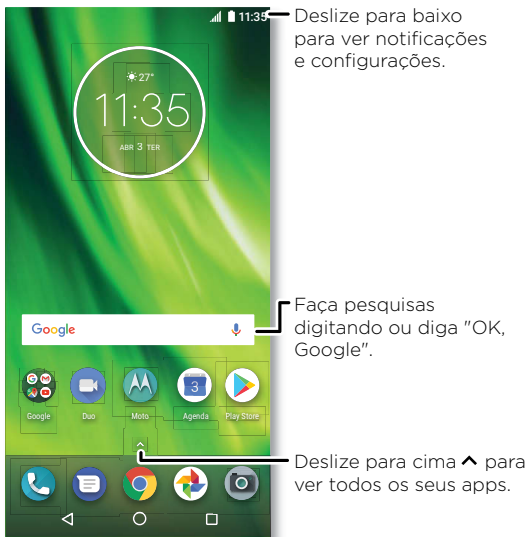 11:35
Deslize para baixo
para ver notificações
e configurações.
27°
11:35
ABR 3 TER
Faça pesquisas
digitando ou diga "OK,
Google".
Google
3
Google Duo Moto Agenda Play Store
Deslize para cima ^ para
ver todos os seus apps.